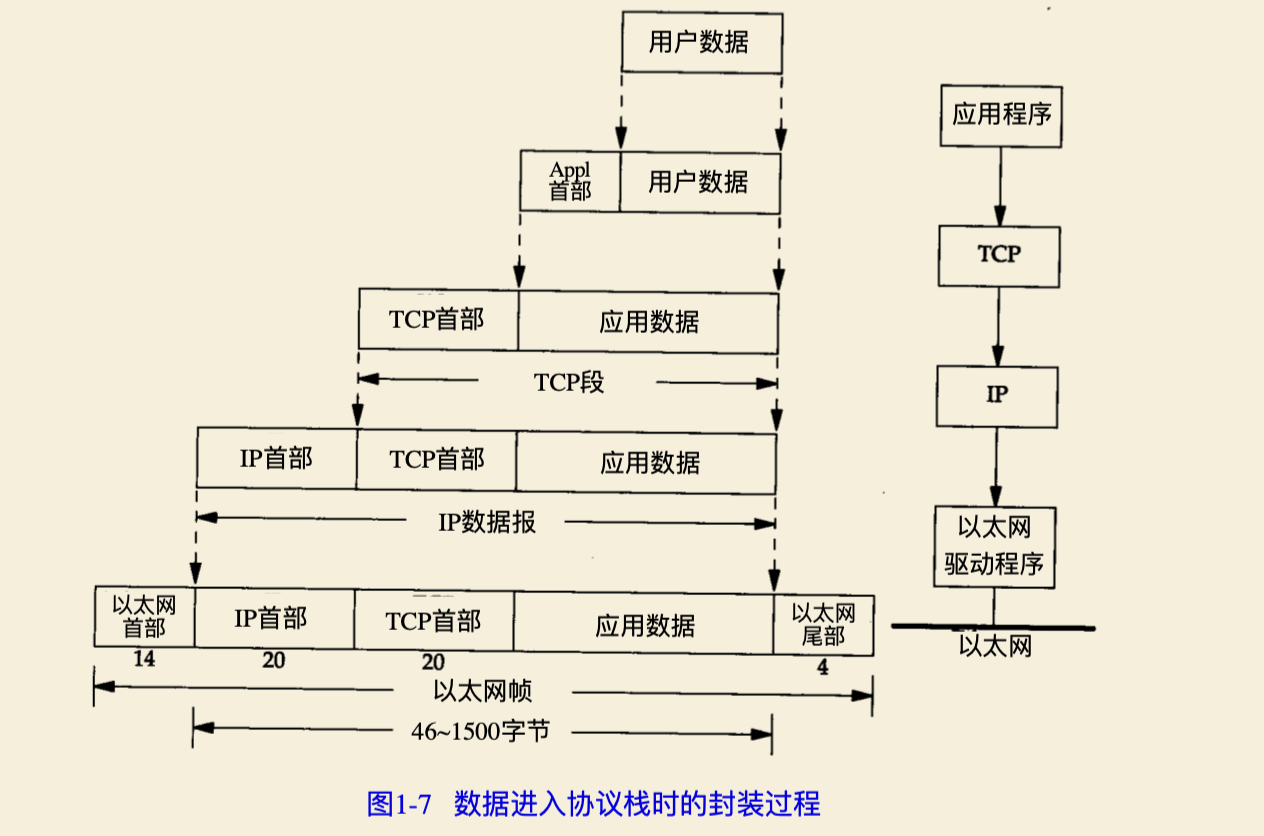 用户数据
应用程序
Appl
首部
用户数据
TCP
TCP首部
应用数据
TCP段
IP
IP首部
TCP首部
应用数据
IP数据报
以太网
驱动程序
以太网
首部
IP首部
TCP首部
应用数据
以太网
尾部
以太网
14
20
20
4
以太网帧
46~1500字节
图1-7 数据进入协议栈时的封装过程